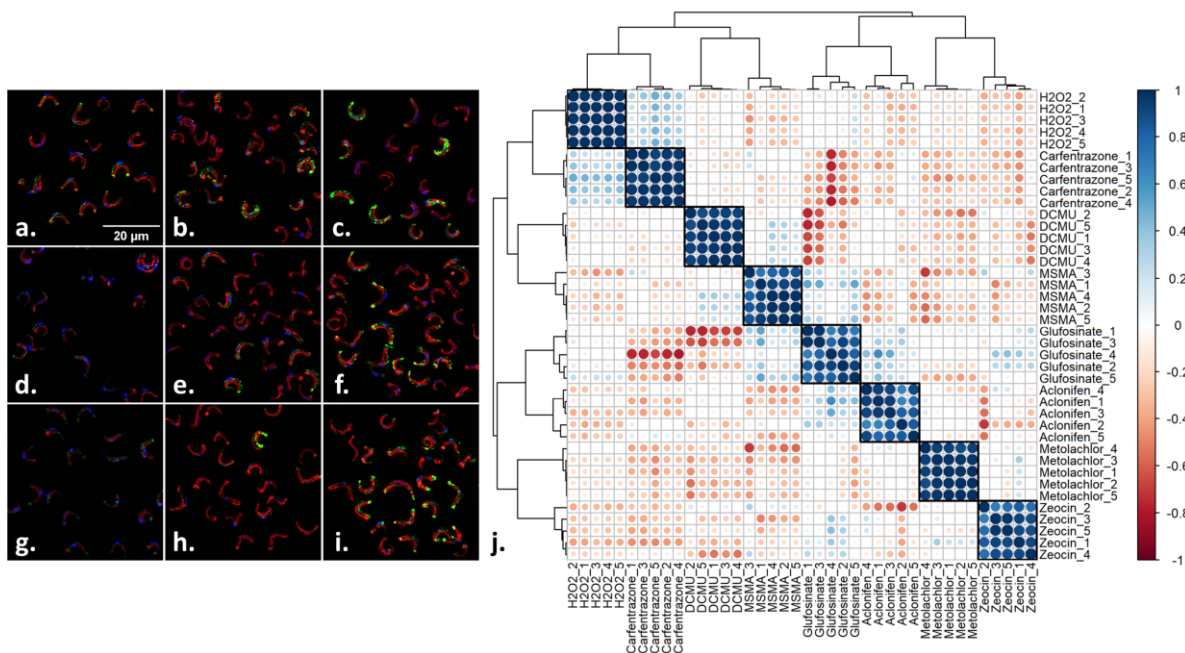 a.
20 µm
b.
c.
d.
e.
f.
g.
h.
i.
j.
H2O2_2
H2O2_1
H2O2_3
H2O2_4
H2O2_5
Carfentrazone_1
Carfentrazone_3
Carfentrazone_5
Carfentrazone_2
Carfentrazone_4
DCMU_2
DCMU_5
DCMU_1
DCMU_3
DCMU_4
MSMA_3
MSMA_1
MSMA_4
MSMA_2
MSMA_5
Glufosinate_1
Glufosinate_3
Glufosinate_4
Glufosinate_2
Glufosinate_5
Aclonifen_4
Aclonifen_1
Aclonifen_3
Aclonifen_2
Aclonifen_5
Metolachlor_4
Metolachlor_3
Metolachlor_1
Metolachlor_2
Metolachlor_5
Zeocin_2
Zeocin_3
Zeocin_5
Zeocin_1
Zeocin_4
1
0.8
0.6
0.4
0.2
0
-0.2
-0.4
-0.6
-0.8
-1
H2O2_2
H2O2_1
H2O2_3
H2O2_4
H2O2_5
Carfentrazone_1
Carfentrazone_3
Carfentrazone_5
Carfentrazone_2
Carfentrazone_4
DCMU_2
DCMU_5
DCMU_1
DCMU_3
DCMU_4
MSMA_3
MSMA_1
MSMA_4
MSMA_2
MSMA_5
Glufosinate_1
Glufosinate_3
Glufosinate_4
Glufosinate_2
Glufosinate_5
Aclonifen_4
Aclonifen_1
Aclonifen_3
Aclonifen_2
Aclonifen_5
Metolachlor_4
Metolachlor_3
Metolachlor_1
Metolachlor_2
Metolachlor_5
Zeocin_2
Zeocin_3
Zeocin_5
Zeocin_1
Zeocin_4